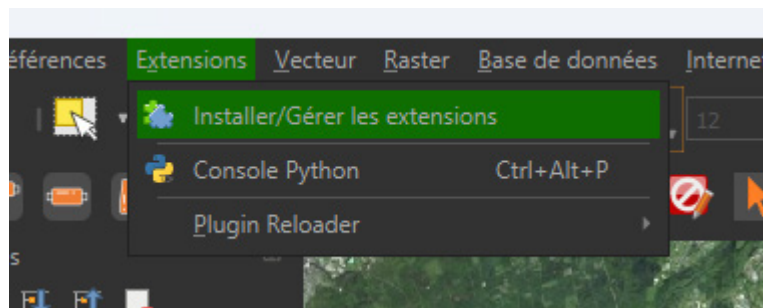 éférences Extensions Vecteur Raster Base de données Interne
Installer/Gérer les extensions
12
Console Python Ctrl+Alt+P
Plugin Reloader
s